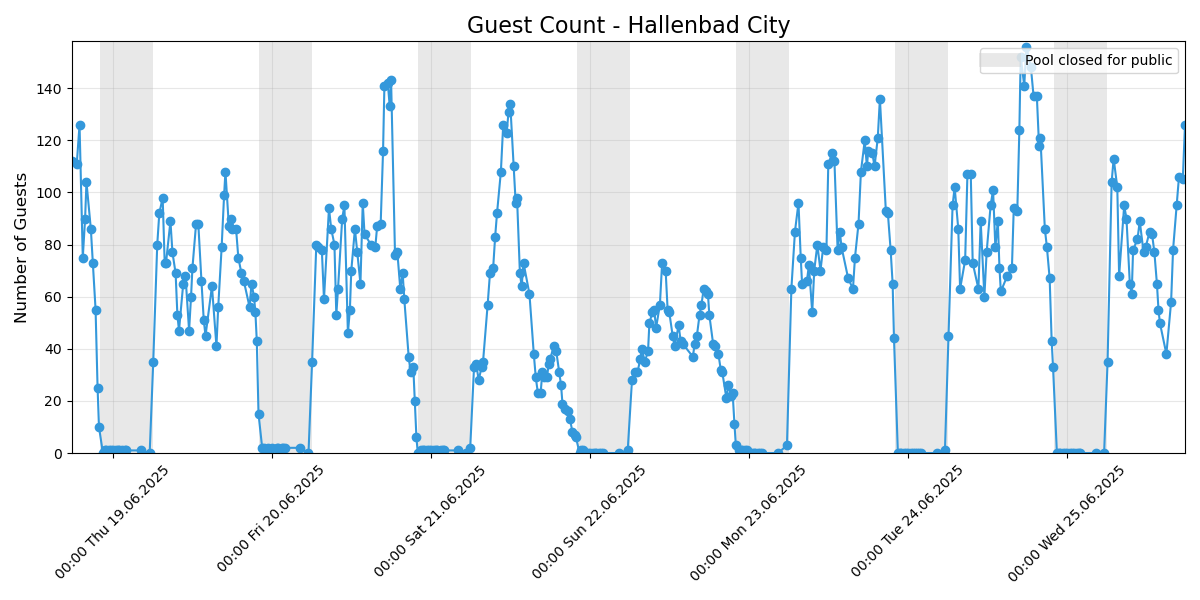 Guest Count - Hallenbad City
Pool closed for public
Number of Guests
140
120
100
80
60
40
20
0
00:00 Thu 19.06.2025
00:00 Fri 20.06.2025
00:00 Sat 21.06.2025
00:00 Sun 22.06.2025
00:00 Mon 23.06.2025
00:00 Tue 24.06.2025
00:00 Wed 25.06.2025